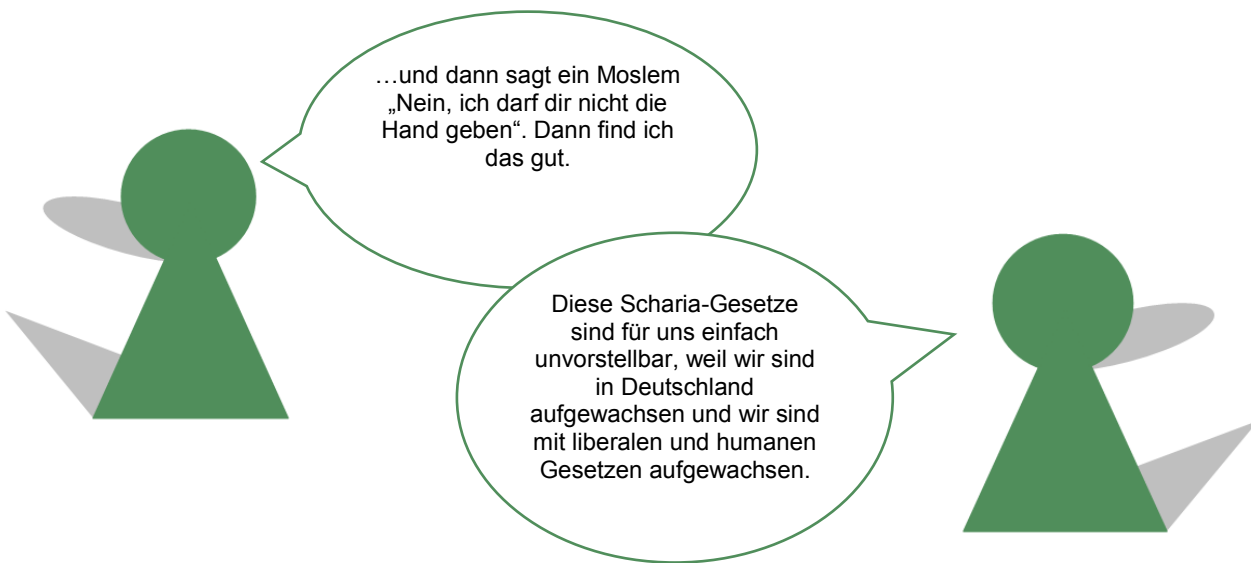 …und dann sagt ein Moslem
„Nein, ich darf dir nicht die
Hand geben“. Dann find ich
das gut.
Diese Scharia-Gesetze
sind für uns einfach
unvorstellbar, weil wir sind
in Deutschland
aufgewachsen und wir sind
mit liberalen und humanen
Gesetzen aufgewachsen.